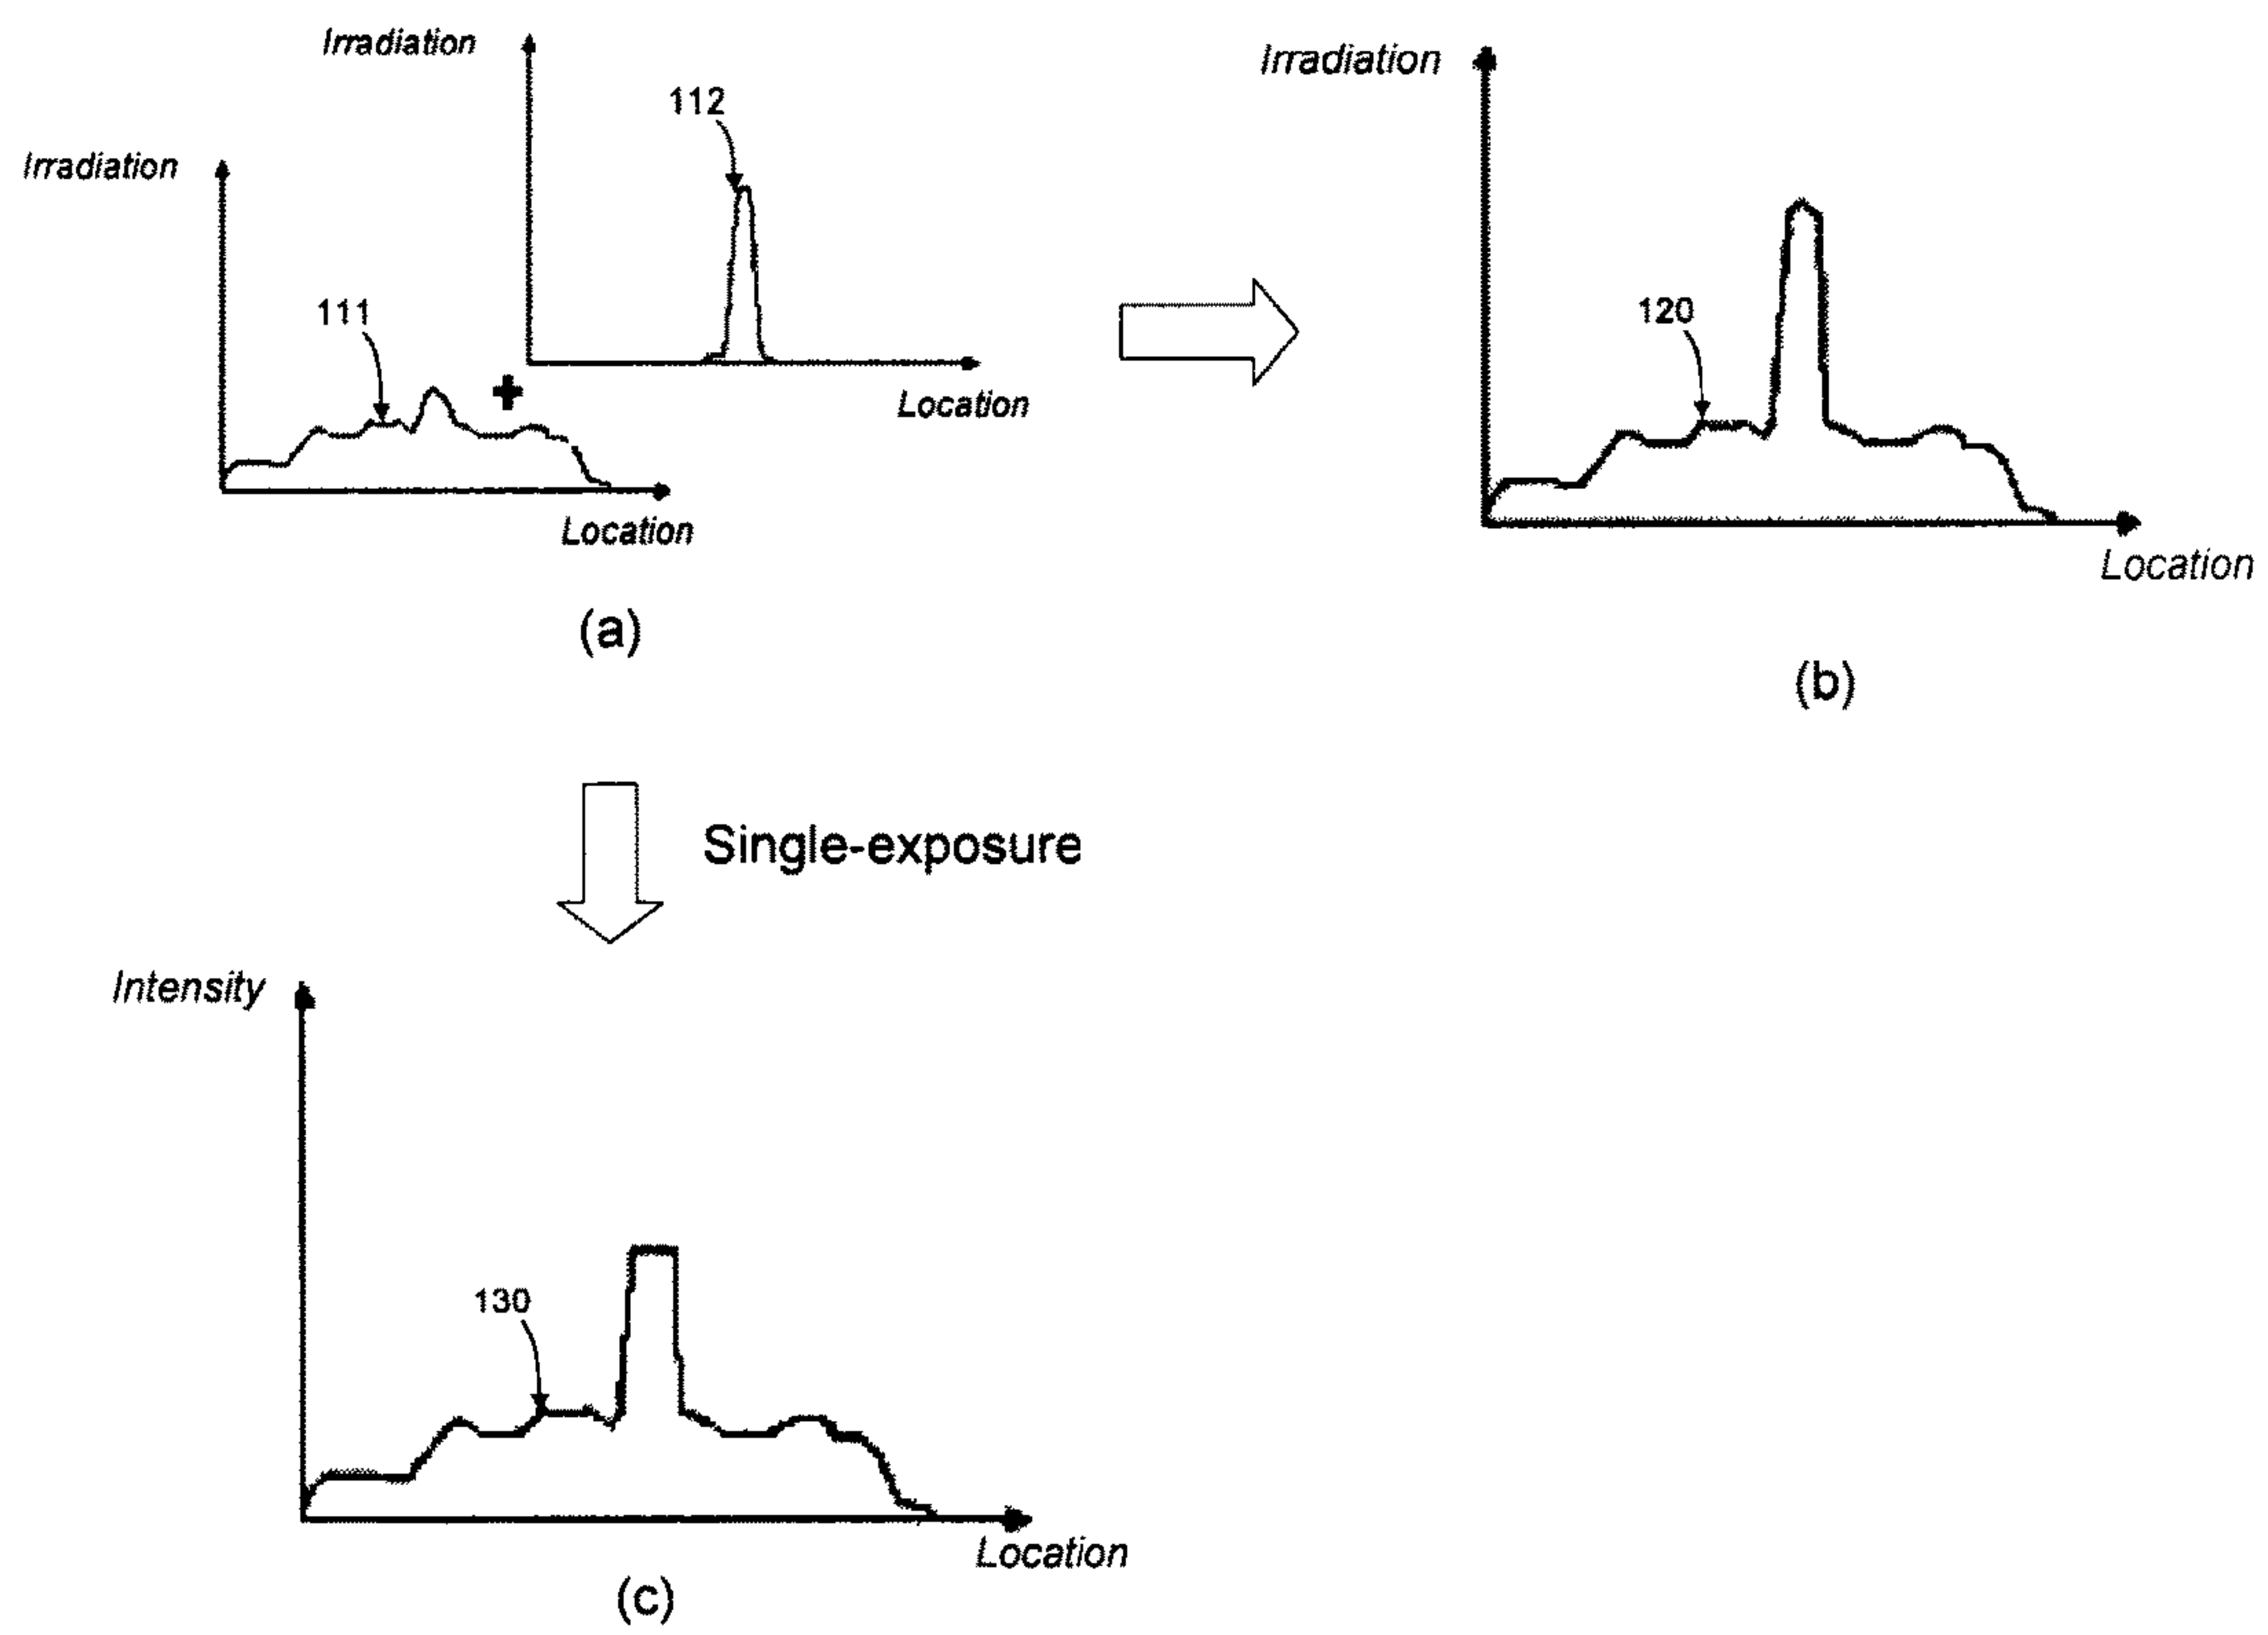 Irradiation
112
Irradiation
111
+
Location
Location
(a)
Irradiation
120
Location
(b)
Single-exposure
Intensity
130
Location
(c)